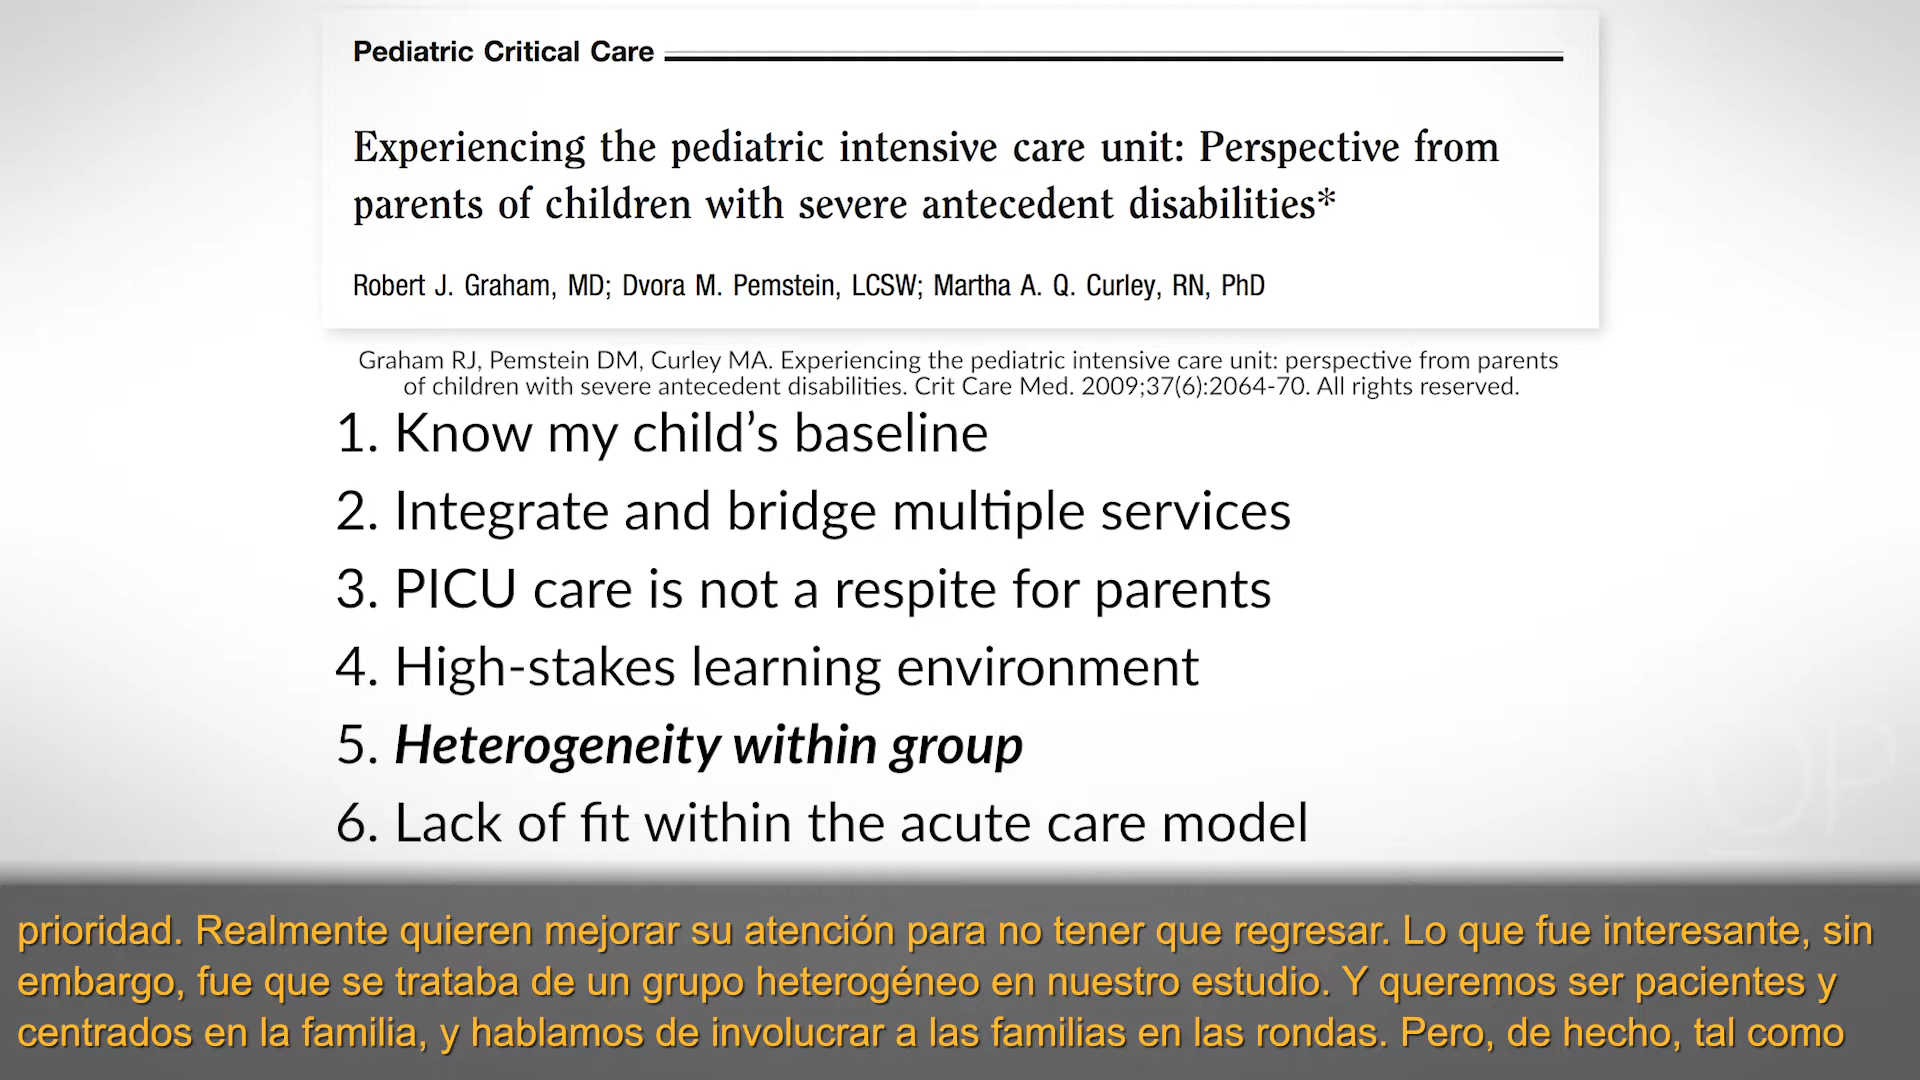 Pediatric Critical Care
Experiencing the pediatric intensive care unit: Perspective from
parents of children with severe antecedent disabilities*
Robert J. Graham, MD; Dvora M. Pemstein, LCSW; Martha A. Q. Curley, RN, PhD
Graham RJ, Pemstein DM, Curley MA. Experiencing the pediatric intensive care unit: perspective from parents
of children with severe antecedent disabilities. Crit Care Med. 2009;37(6):2064-70. All rights reserved.
1. Know my child’s baseline
2. Integrate and bridge multiple services
3. PICU care is not a respite for parents
4. High-stakes learning environment
5. Heterogeneity within group
6. Lack of fit within the acute care model
OP
prioridad. Realmente quieren mejorar su atención para no tener que regresar. Lo que fue interesante, sin
embargo, fue que se trataba de un grupo heterogéneo en nuestro estudio. Y queremos ser pacientes y
centrados en la familia, y hablamos de involucrar a las familias en las rondas. Pero, de hecho, tal como